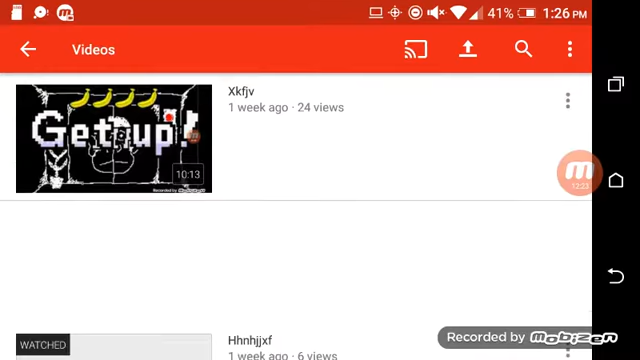 41% 1:26 PM
Videos
Xkfjv
1 week ago · 24 views
Get up!
10:13
12:23
WATCHED
Hhnhjjxf
1 week ago · 6 views
Recorded by Mobizen